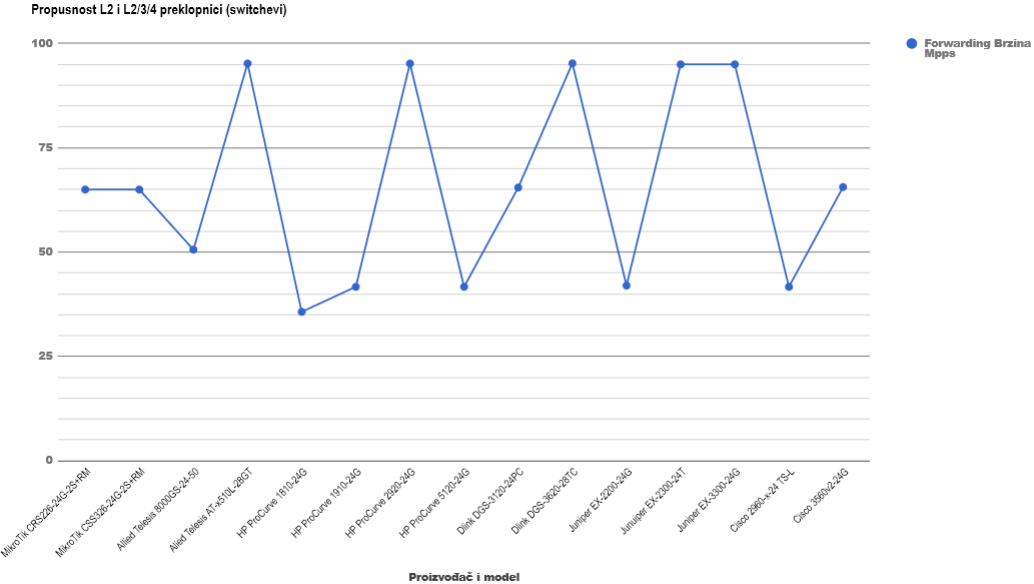 Propusnost L2 i L2/3/4 preklopnici (switchevi)
100
75
50
25
0
Forwarding Brzina
Mpps
MikroTik CRS226-24G-2S+RM
MikroTik CSS326-24G-2S+RM
Allied Telesis 8000GS-24-50
Allied Telesis AT-x510L-28GT
HP ProCurve 1810-24G
HP ProCurve 1910-24G
HP ProCurve 2920-24G
HP ProCurve 5120-24G
Dlink DGS-3120-24PC
Dlink DGS-3620-28TC
Juniper EX-2200-24G
Junuiper EX-2300-24T
Juniper EX-3300-24G
Cisco 2960-x-24 TS-L
Cisco 3560v2-24G
Proizvođač i model